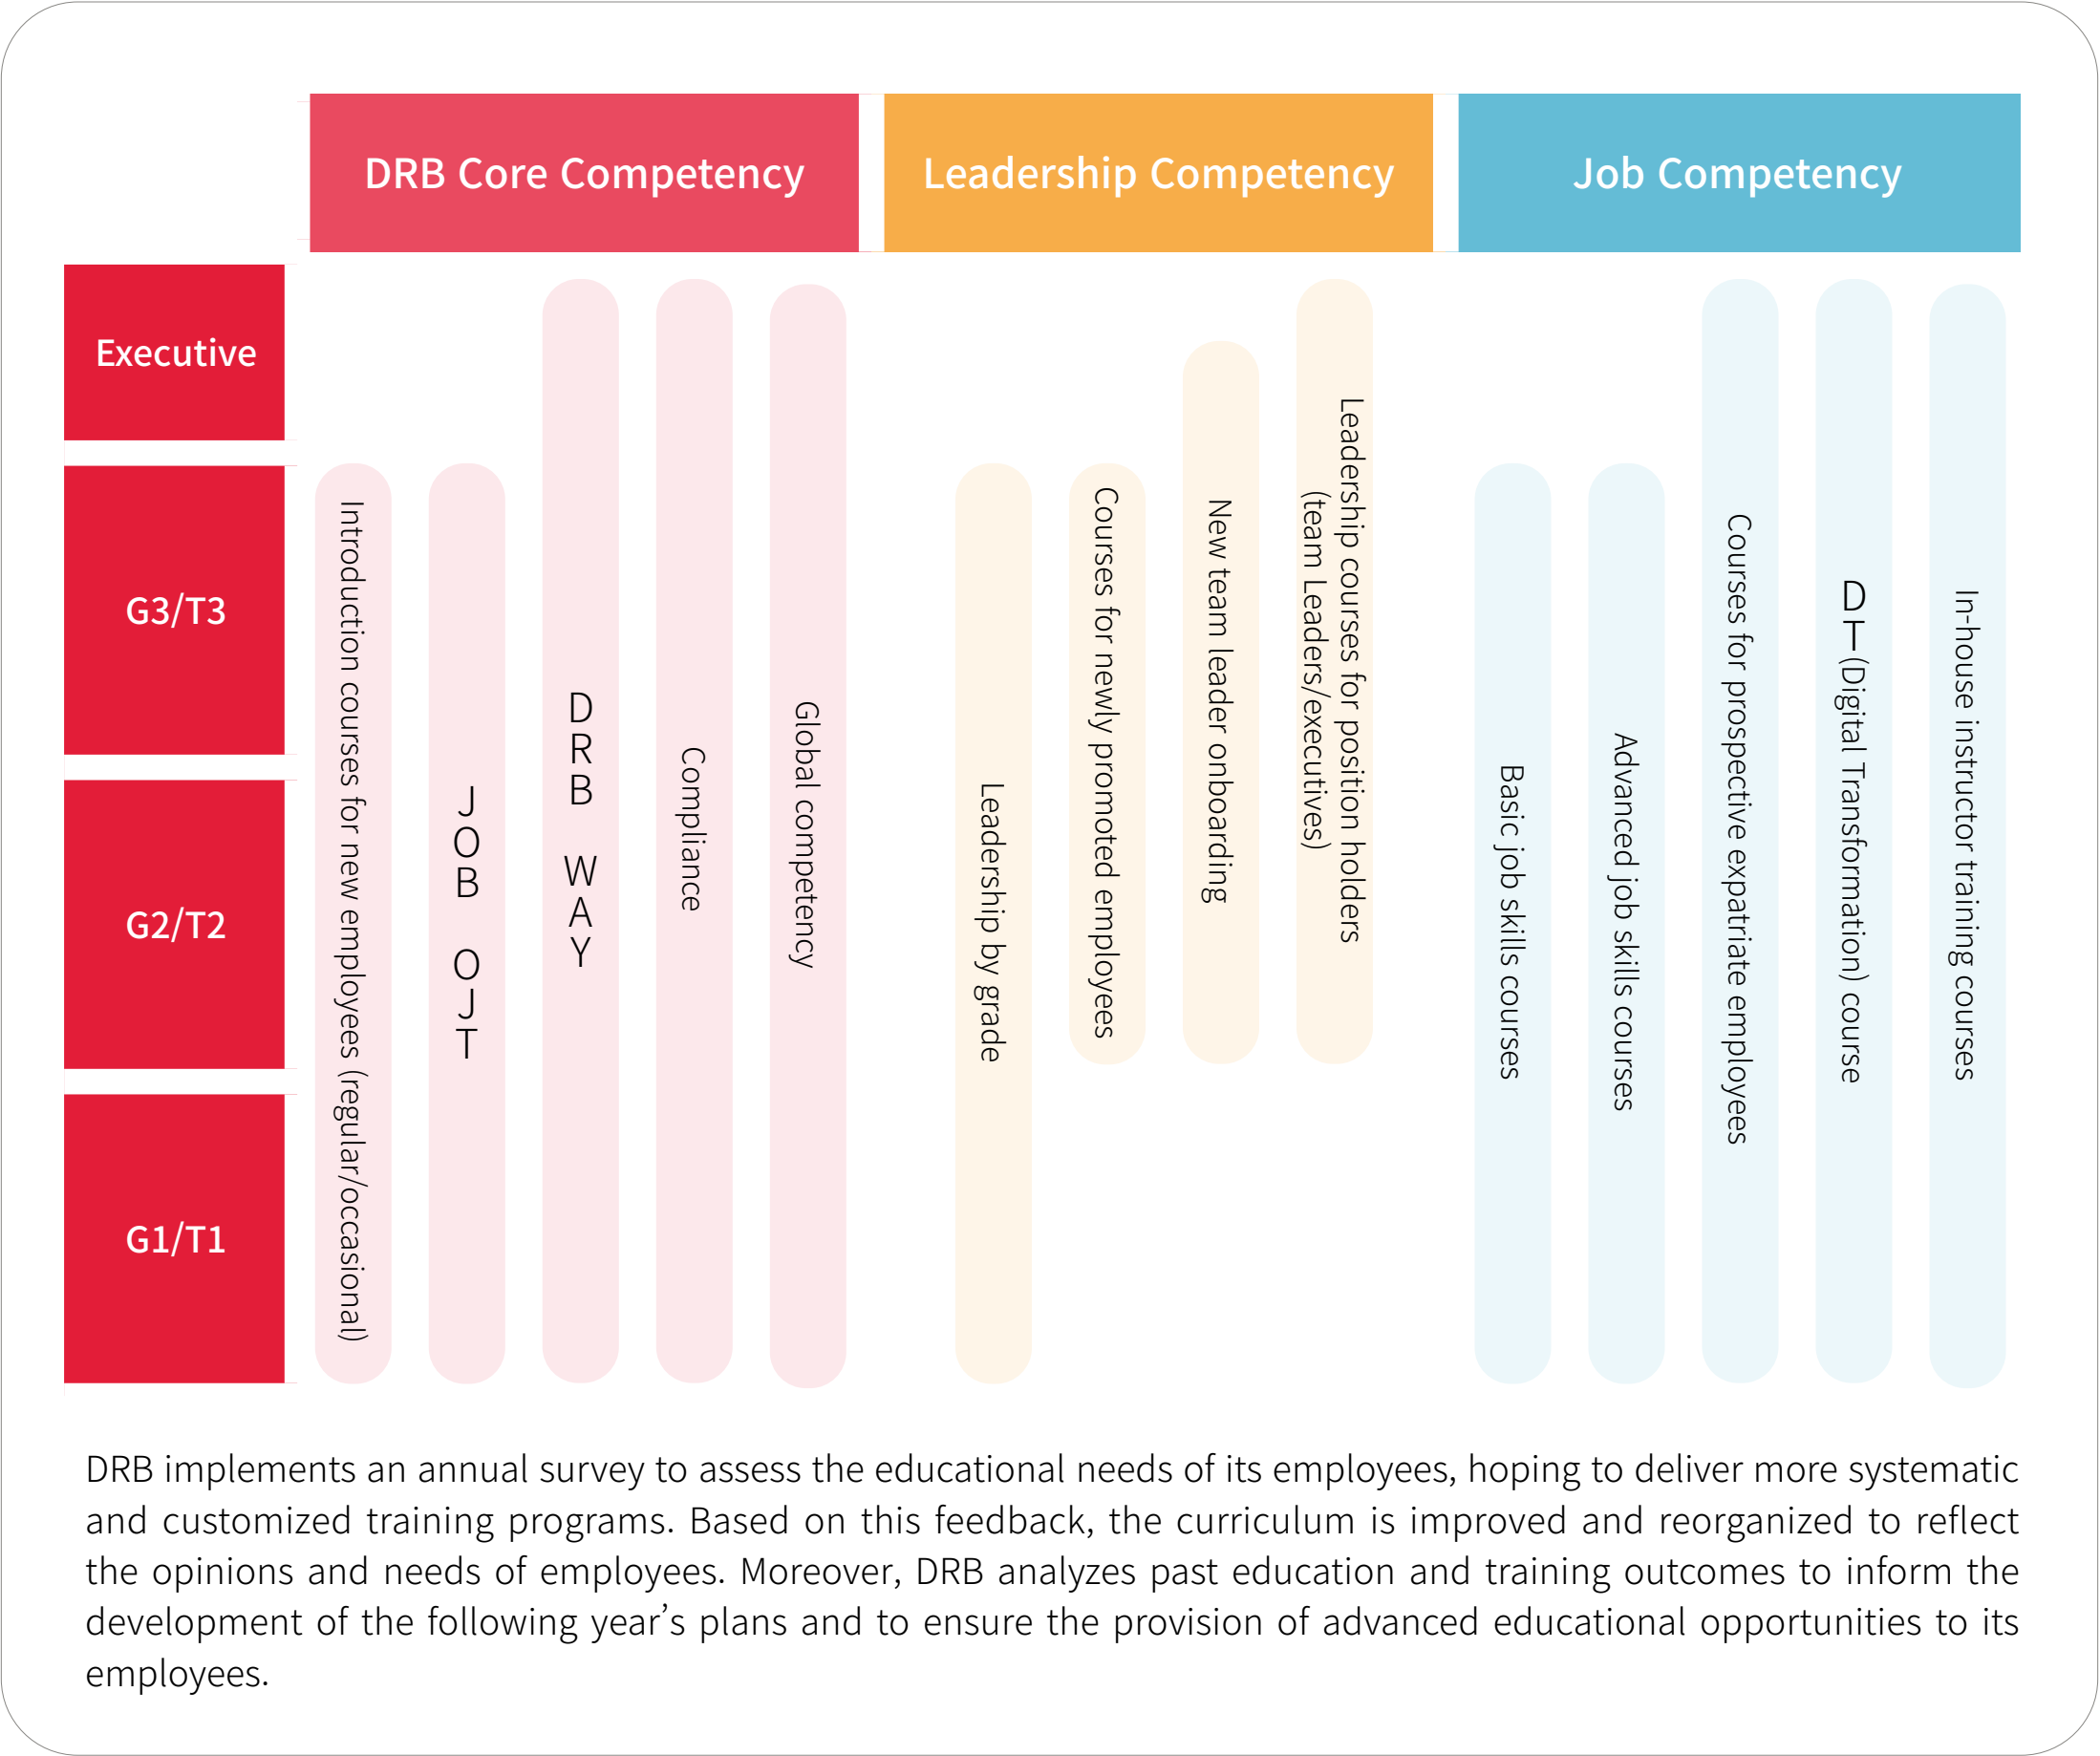 DRB Core Competency
Leadership Competency
Job Competency
Executive
G3/T3
G2/T2
G1/T1
Introduction courses for new employees (regular/occasional)
JOB OJT
DRB WAY
Compliance
Global competency
Leadership by grade
Courses for newly promoted employees
New team leader onboarding
Leadership courses for position holders
(team Leaders/executives)
Basic job skills courses
Advanced job skills courses
Courses for prospective expatriate employees
DT(Digital Transformation) course
In-house instructor training courses
DRB implements an annual survey to assess the educational needs of its employees, hoping to deliver more systematic
and customized training programs. Based on this feedback, the curriculum is improved and reorganized to reflect
the opinions and needs of employees. Moreover, DRB analyzes past education and training outcomes to inform the
development of the following year’s plans and to ensure the provision of advanced educational opportunities to its
employees.